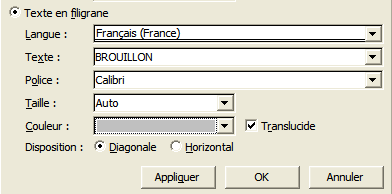 Texte en filigrane
Langue : Français (France)
Texte : BROUILLON
Police : Calibri
Taille : Auto
Couleur : Translucide
Disposition : Diagonale Horizontal
Appliquer OK Annuler